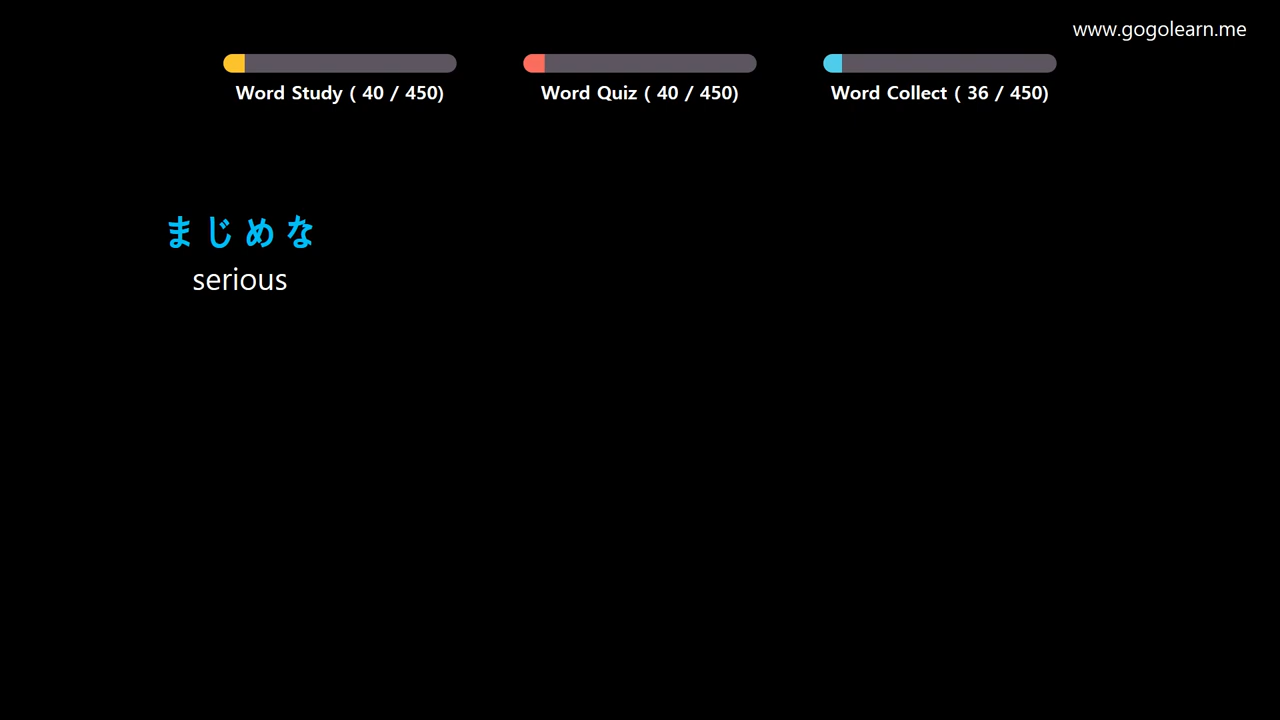 www.gogolearn.me
Word Study ( 40 / 450)
Word Quiz ( 40 / 450)
Word Collect ( 36 / 450)
まじめな
serious